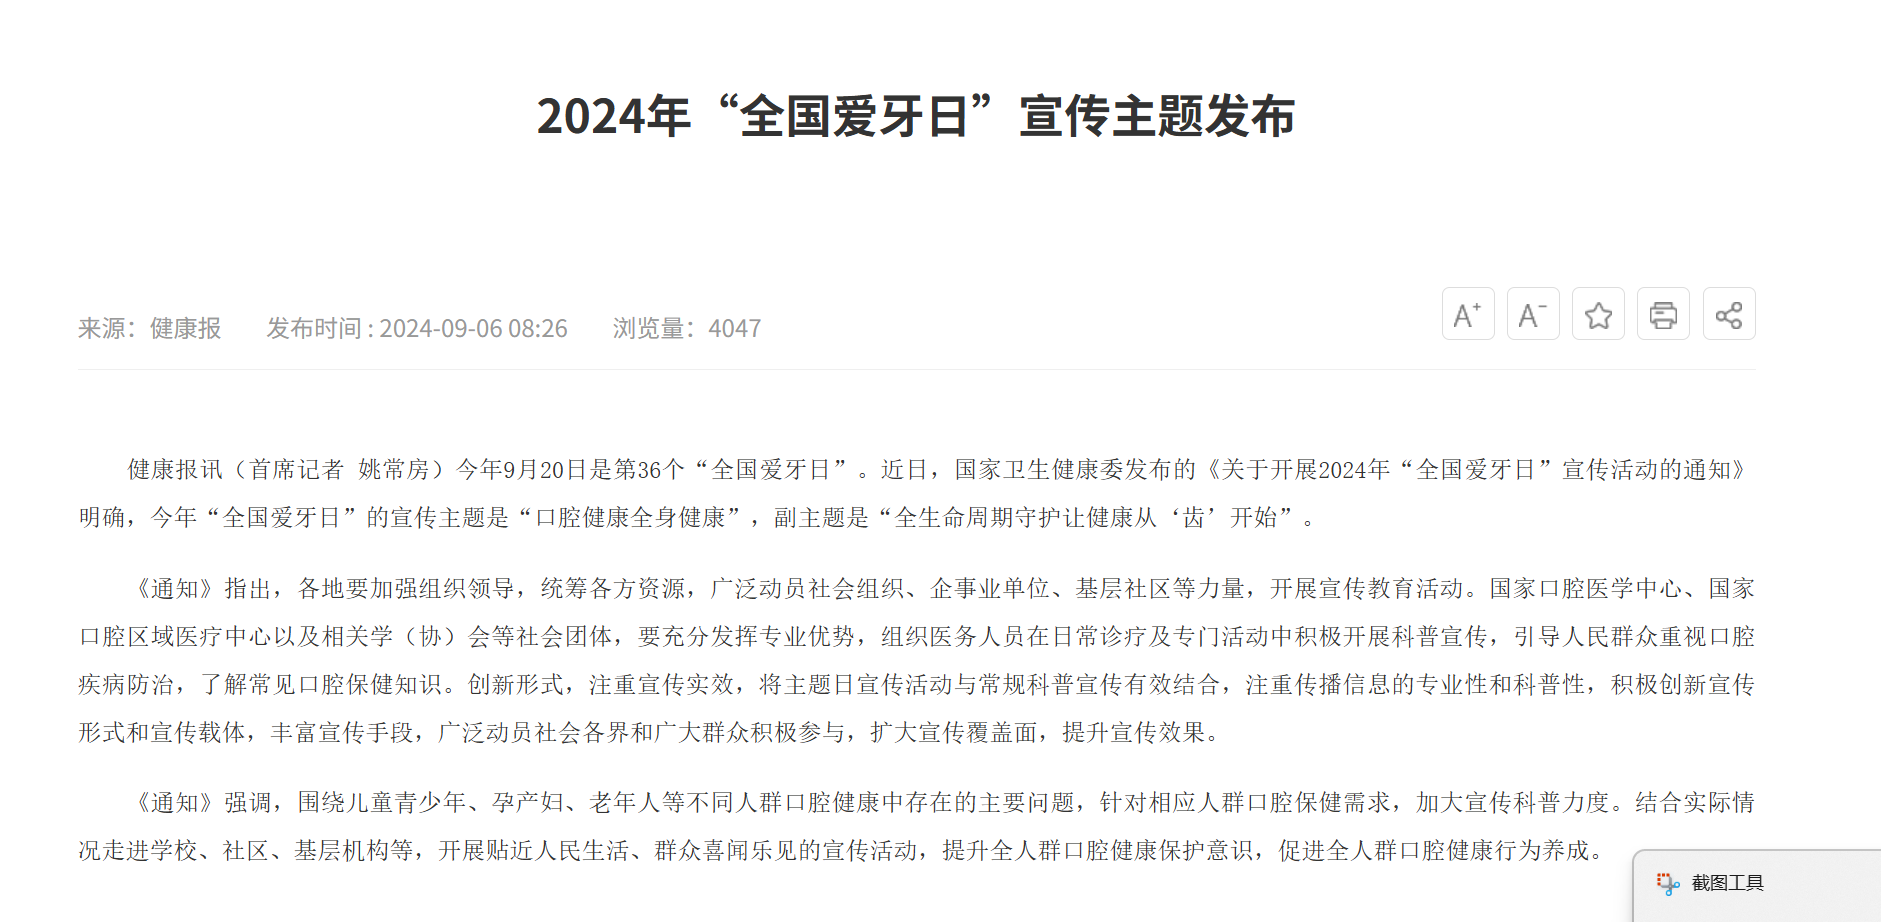 2024年“全国爱牙日”宣传主题发布
来源：健康报 发布时间 : 2024-09-06 08:26 浏览量：4047
A+ A-
健康报讯（首席记者 姚常房）今年9月20日是第36个“全国爱牙日”。近日，国家卫生健康委发布的《关于开展2024年“全国爱牙日”宣传活动的通知》
明确，今年“全国爱牙日”的宣传主题是“口腔健康全身健康”，副主题是“全生命周期守护让健康从‘齿’开始”。
《通知》指出，各地要加强组织领导，统筹各方资源，广泛动员社会组织、企事业单位、基层社区等力量，开展宣传教育活动。国家口腔医学中心、国家
口腔区域医疗中心以及相关学（协）会等社会团体，要充分发挥专业优势，组织医务人员在日常诊疗及专门活动中积极开展科普宣传，引导人民群众重视口腔
疾病防治，了解常见口腔保健知识。创新形式，注重宣传实效，将主题日宣传活动与常规科普宣传有效结合，注重传播信息的专业性和科普性，积极创新宣传
形式和宣传载体，丰富宣传手段，广泛动员社会各界和广大群众积极参与，扩大宣传覆盖面，提升宣传效果。
《通知》强调，围绕儿童青少年、孕产妇、老年人等不同人群口腔健康中存在的主要问题，针对相应人群口腔保健需求，加大宣传科普力度。结合实际情
况走进学校、社区、基层机构等，开展贴近人民生活、群众喜闻乐见的宣传活动，提升全人群口腔健康保护意识，促进全人群口腔健康行为养成。
截图工具